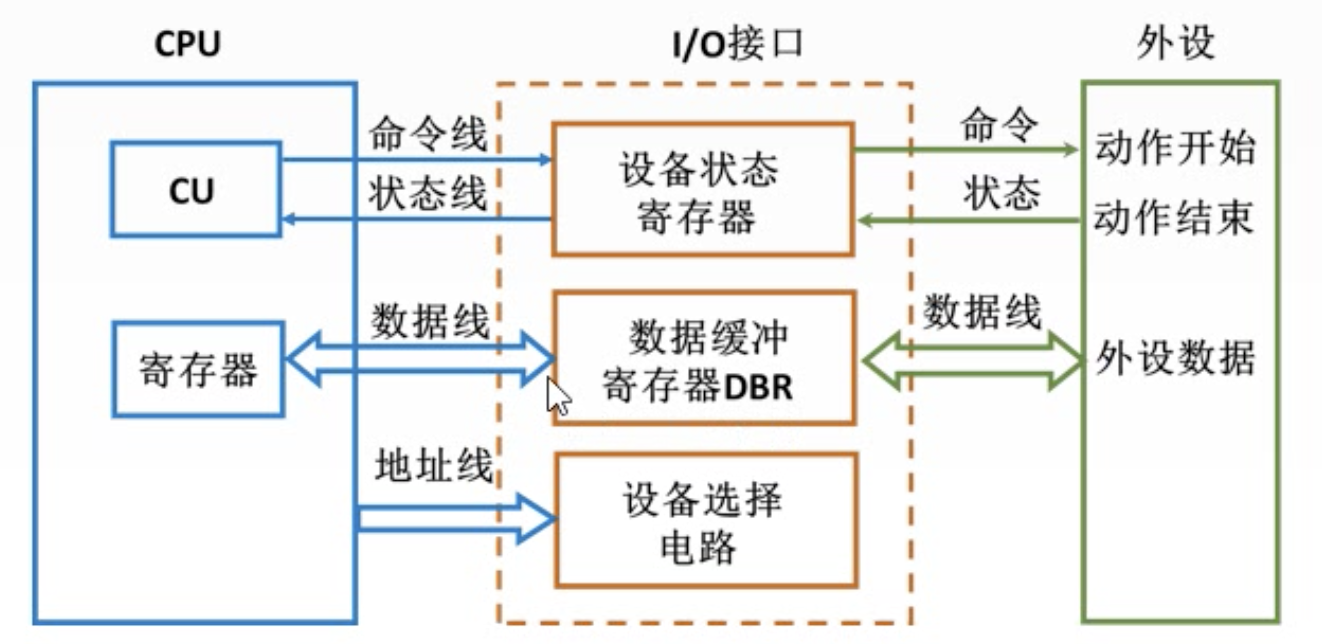 CPU
I/O接口
外设
命令线
命令
CU
设备状态
寄存器
动作开始
状态线
状态
动作结束
数据线
数据线
寄存器
数据缓冲
寄存器DBR
外设数据
地址线
设备选择
电路